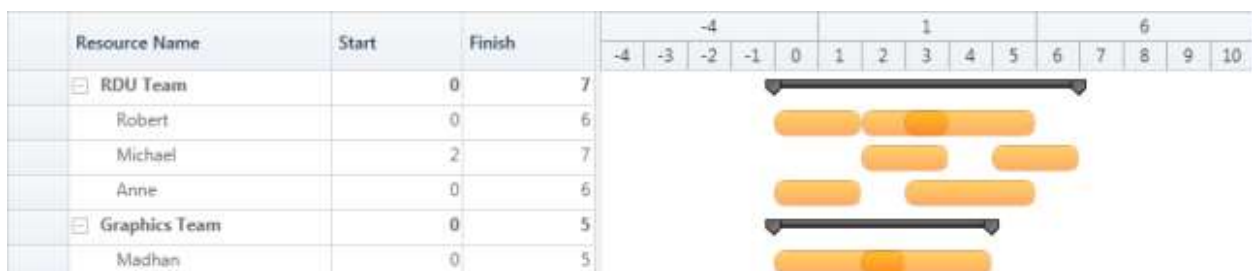 -4 1 6
Resource Name Start Finish
-4 -3 -2 -1 0 1 2 3 4 5 6 7 8 9 10
RDU Team 0 7
Robert 0 6
Michael 2 7
Anne 0 6
Graphics Team 0 5
Madhan 0 5